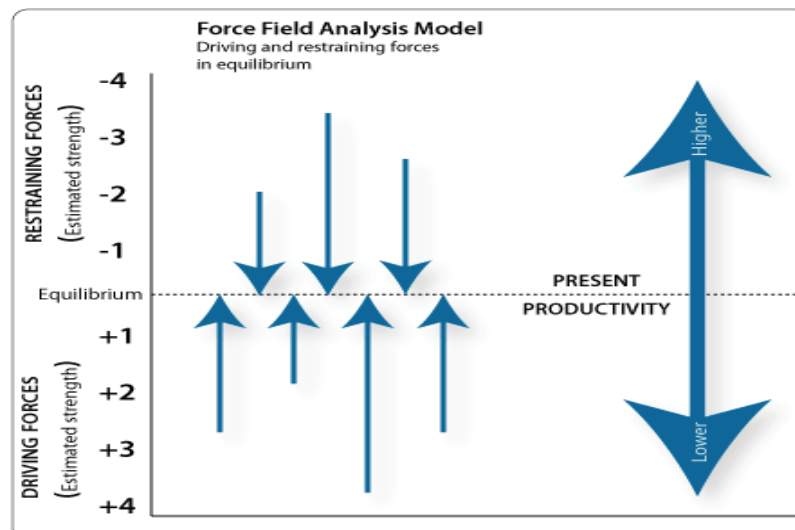 Force Field Analysis Model
Driving and restraining forces
in equilibrium
RESTRAINING FORCES
(Estimated strength)
-4
-3
-2
-1
Equilibrium
+1
+2
+3
+4
DRIVING FORCES
(Estimated strength)
PRESENT
PRODUCTIVITY
Higher
Lower